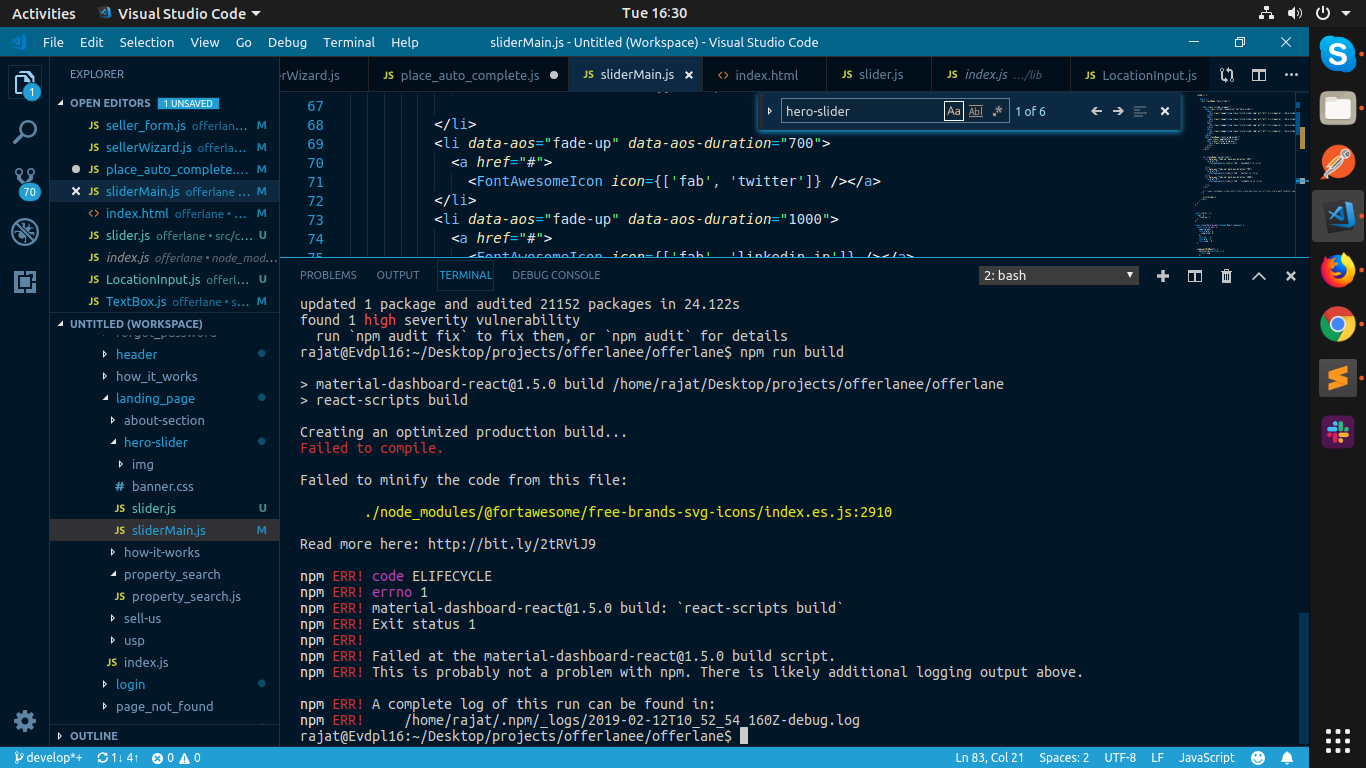 Activities
Visual Studio Code
Tue 16:30
File Edit Selection View Go Debug Terminal Help
sliderMain.js - Untitled (Workspace) - Visual Studio Code
EXPLORER
OPEN EDITORS 1 UNSAVED
JS seller_form.js offerlan... M
JS sellerWizard.js offerla... M
JS place_auto_complete.... M
JS sliderMain.js offerlane ... M
<> index.html offerlane • ... M
JS slider.js offerlane • src/c... U
JS index.js offerlane • node_mod...
JS LocationInput.js offerl... U
JS TextBox.js offerlane • s... M
1
70
UNTITLED (WORKSPACE)
forgot_password
header
how_it_works
landing_page
about-section
hero-slider
img
# banner.css
JS slider.js U
JS sliderMain.js M
how-it-works
property_search
JS property_search.js
sell-us
usp
JS index.js
login
page_not_found
OUTLINE
erWizard.js
JS place_auto_complete.js
JS sliderMain.js
<> index.html
JS slider.js
JS index.js .../lib
JS LocationInput.js
hero-slider Aa Abl .* 1 of 6
67
68 </li>
69 <li data-aos="fade-up" data-aos-duration="700">
70 <a href="#">
71 <FontAwesomeIcon icon={['fab', 'twitter']} /></a>
72 </li>
73 <li data-aos="fade-up" data-aos-duration="1000">
74 <a href="#">
75 <FontAwesomeIcon icon={['fab', 'linkedin-in']} /></a>
PROBLEMS OUTPUT TERMINAL DEBUG CONSOLE
2: bash
updated 1 package and audited 21152 packages in 24.122s
found 1 high severity vulnerability
run `npm audit fix` to fix them, or `npm audit` for details
rajat@Evdpl16:~/Desktop/projects/offerlanee/offerlane$ npm run build
> material-dashboard-react@1.5.0 build /home/rajat/Desktop/projects/offerlanee/offerlane
> react-scripts build
Creating an optimized production build...
Failed to compile.
Failed to minify the code from this file:
./node_modules/@fortawesome/free-brands-svg-icons/index.es.js:2910
Read more here: http://bit.ly/2tRViJ9
npm ERR! code ELIFECYCLE
npm ERR! errno 1
npm ERR! material-dashboard-react@1.5.0 build: `react-scripts build`
npm ERR! Exit status 1
npm ERR!
npm ERR! Failed at the material-dashboard-react@1.5.0 build script.
npm ERR! This is probably not a problem with npm. There is likely additional logging output above.
npm ERR! A complete log of this run can be found in:
npm ERR! /home/rajat/.npm/_logs/2019-02-12T10_52_54_160Z-debug.log
rajat@Evdpl16:~/Desktop/projects/offerlanee/offerlane$
develop*+ 1↓ 4↑ 0 0
Ln 83, Col 21 Spaces: 2 UTF-8 LF JavaScript